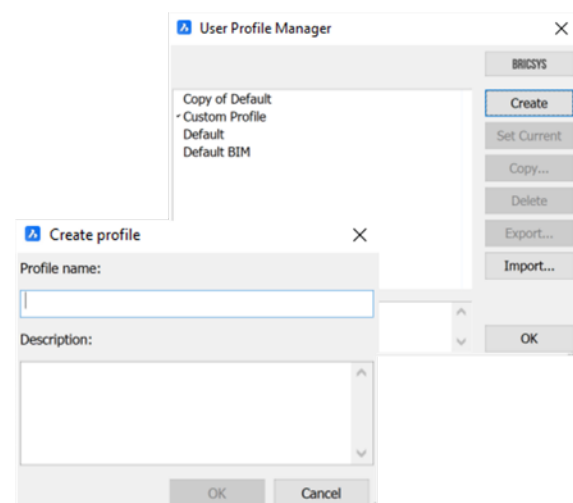 User Profile Manager
BRICSYS
Copy of Default
Custom Profile
Default
Default BIM
Create
Set Current
Copy...
Delete
Export...
Import...
OK
Create profile
Profile name:
Description:
OK
Cancel